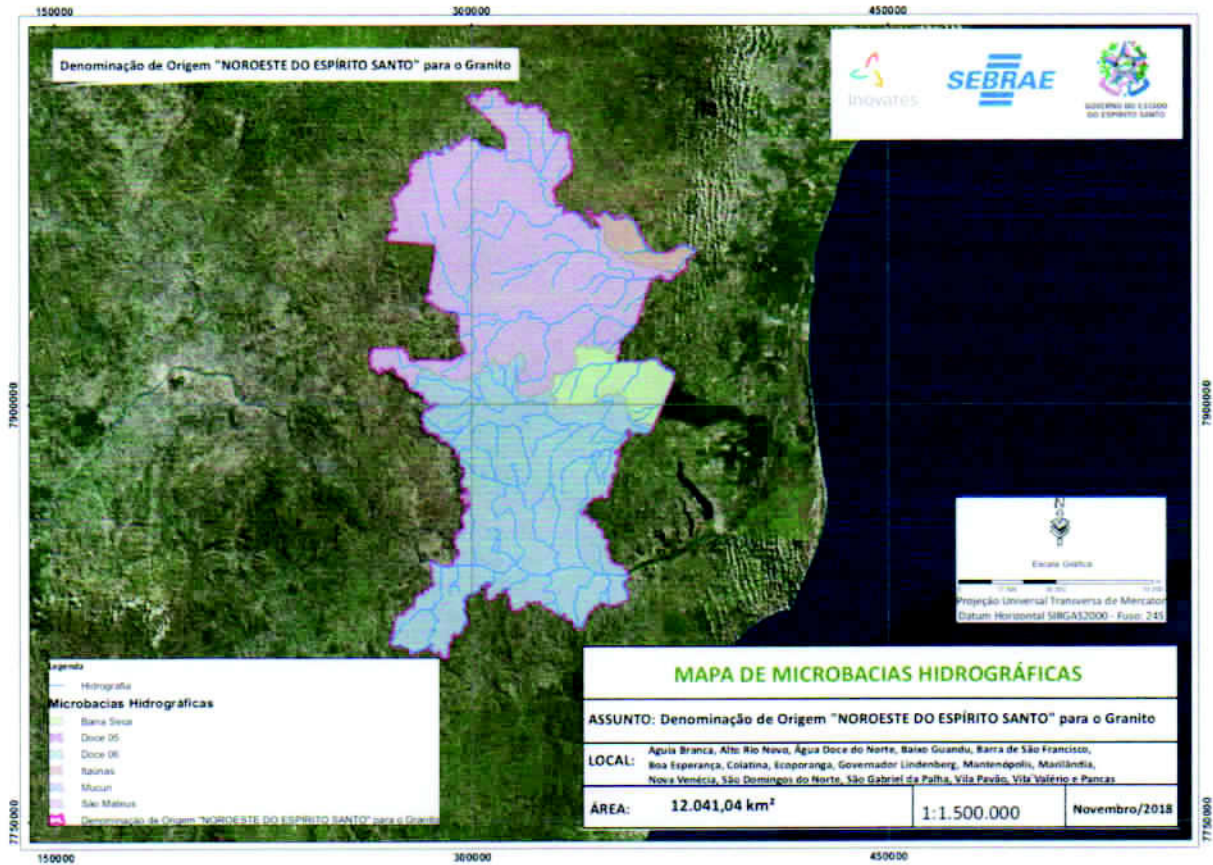 150000 300000 450000
Denominação de Origem "NOROESTE DO ESPÍRITO SANTO" para o Granito
Inovates
SEBRAE
GOVERNO DO ESTADO
DO ESPÍRITO SANTO
7900000 7900000
N
Escala Gráfica
Projeção Universal Transversa de Mercator
Datum Horizontal SIRGAS2000 - Fuso: 24S
Legenda
Hidrografia
Microbacias Hidrográficas
Barra Seca
Doce 05
Doce 06
Itaúnas
Mucuri
São Mateus
Denominação de Origem "NOROESTE DO ESPÍRITO SANTO" para o Granito
MAPA DE MICROBACIAS HIDROGRÁFICAS
ASSUNTO: Denominação de Origem "NOROESTE DO ESPÍRITO SANTO" para o Granito
LOCAL:
Aguia Branca, Alto Rio Novo, Água Doce do Norte, Baixo Guandu, Barra de São Francisco,
Boa Esperança, Colatina, Ecoporanga, Governador Lindenberg, Mantenópolis, Marilândia,
Nova Venécia, São Domingos do Norte, São Gabriel da Palha, Vila Pavão, Vila Valério e Pancas
ÁREA: 12.041,04 km² 1:1.500.000 Novembro/2018
7750000 7750000
150000 300000 450000